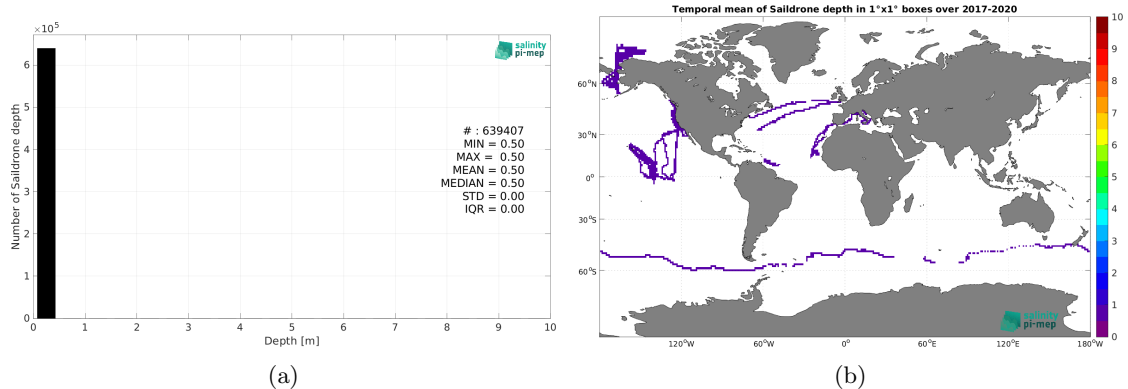 ×10⁵
6
5
4
3
2
1
0
Number of Saildrone depth
salinity
pi-mep
# : 639407
MIN = 0.50
MAX = 0.50
MEAN = 0.50
MEDIAN = 0.50
STD = 0.00
IQR = 0.00
0 1 2 3 4 5 6 7 8 9 10
Depth [m]
(a)
Temporal mean of Saildrone depth in 1°x1° boxes over 2017-2020
60°N
30°N
0°
30°S
60°S
120°W 60°W 0° 60°E 120°E 180°W
salinity
pi-mep
10
9
8
7
6
5
4
3
2
1
0
(b)